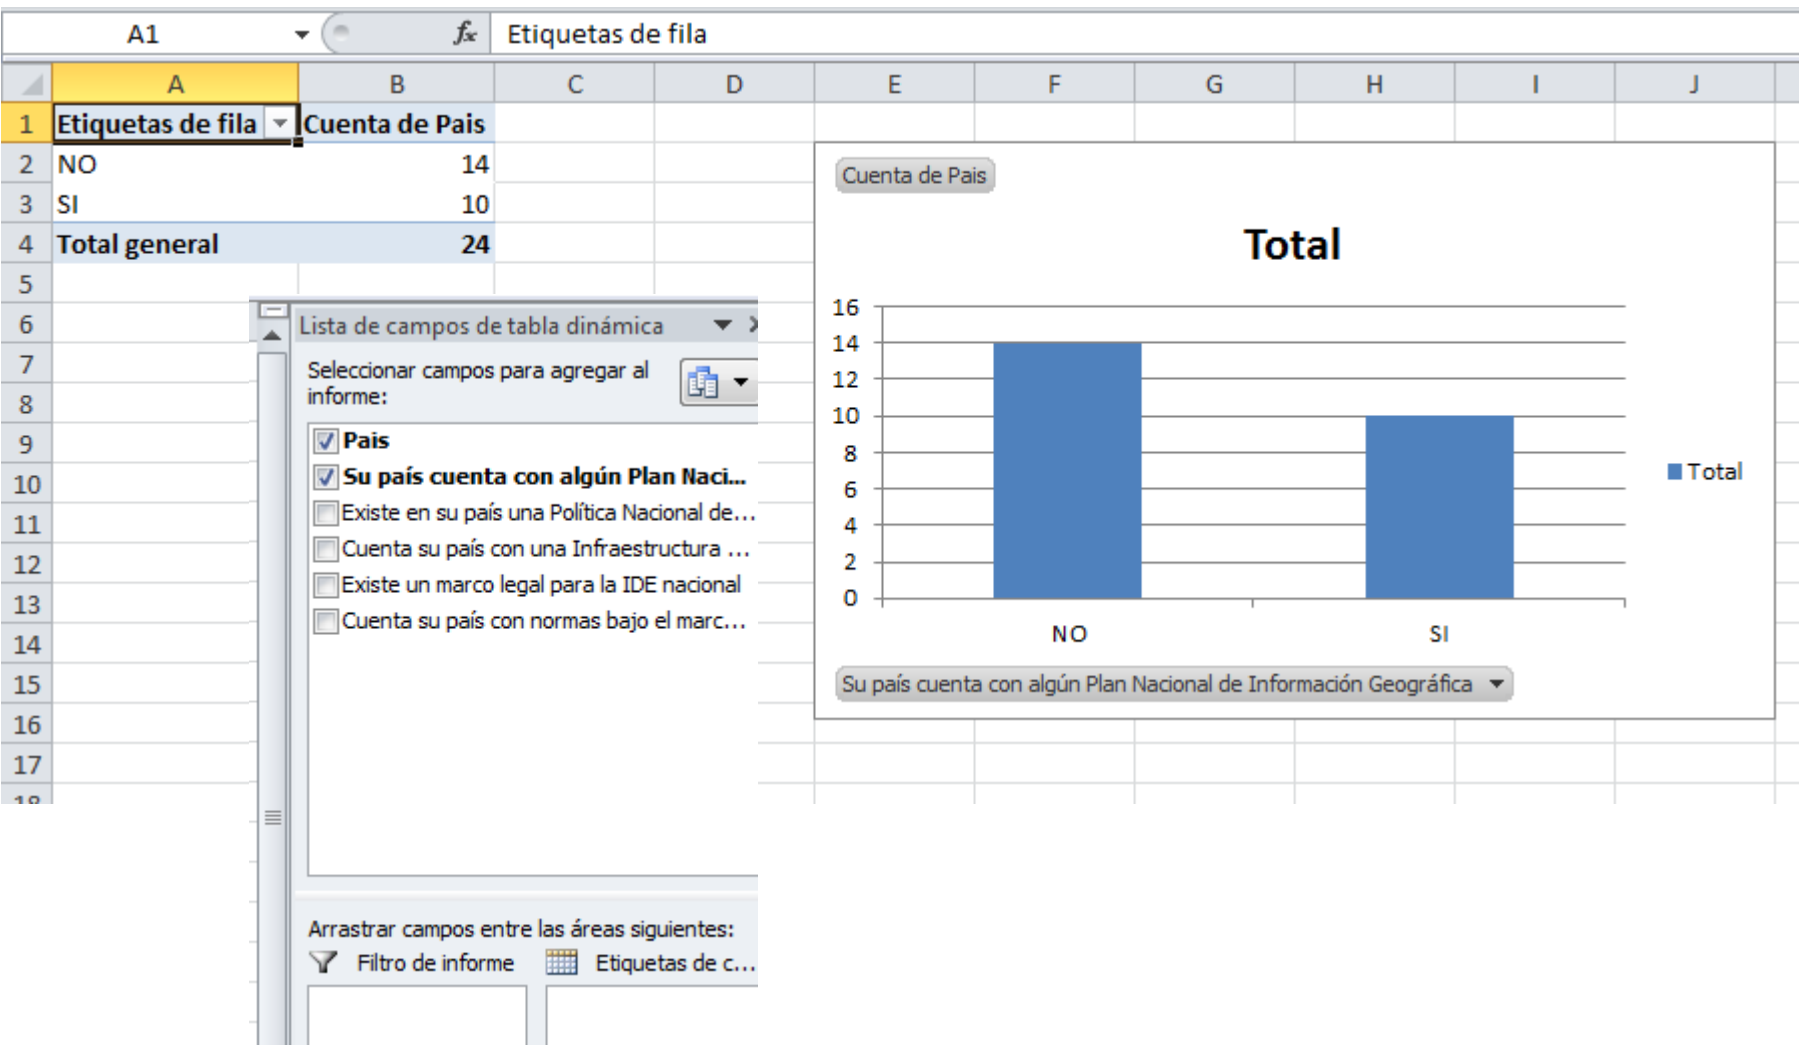 A1 fx Etiquetas de fila
A B C D E F G H I J
1 Etiquetas de fila Cuenta de Pais
2 NO 14
3 SI 10
4 Total general 24
5
6
7
8
9
10
11
12
13
14
15
16
17
18
Lista de campos de tabla dinámica
Seleccionar campos para agregar al
informe:
Pais
Su país cuenta con algún Plan Naci...
Existe en su país una Política Nacional de...
Cuenta su país con una Infraestructura ...
Existe un marco legal para la IDE nacional
Cuenta su país con normas bajo el marc...
Arrastrar campos entre las áreas siguientes:
Filtro de informe Etiquetas de c...
Cuenta de Pais
Total
16
14
12
10
8
6
4
2
0
NO SI
Total
Su país cuenta con algún Plan Nacional de Información Geográfica